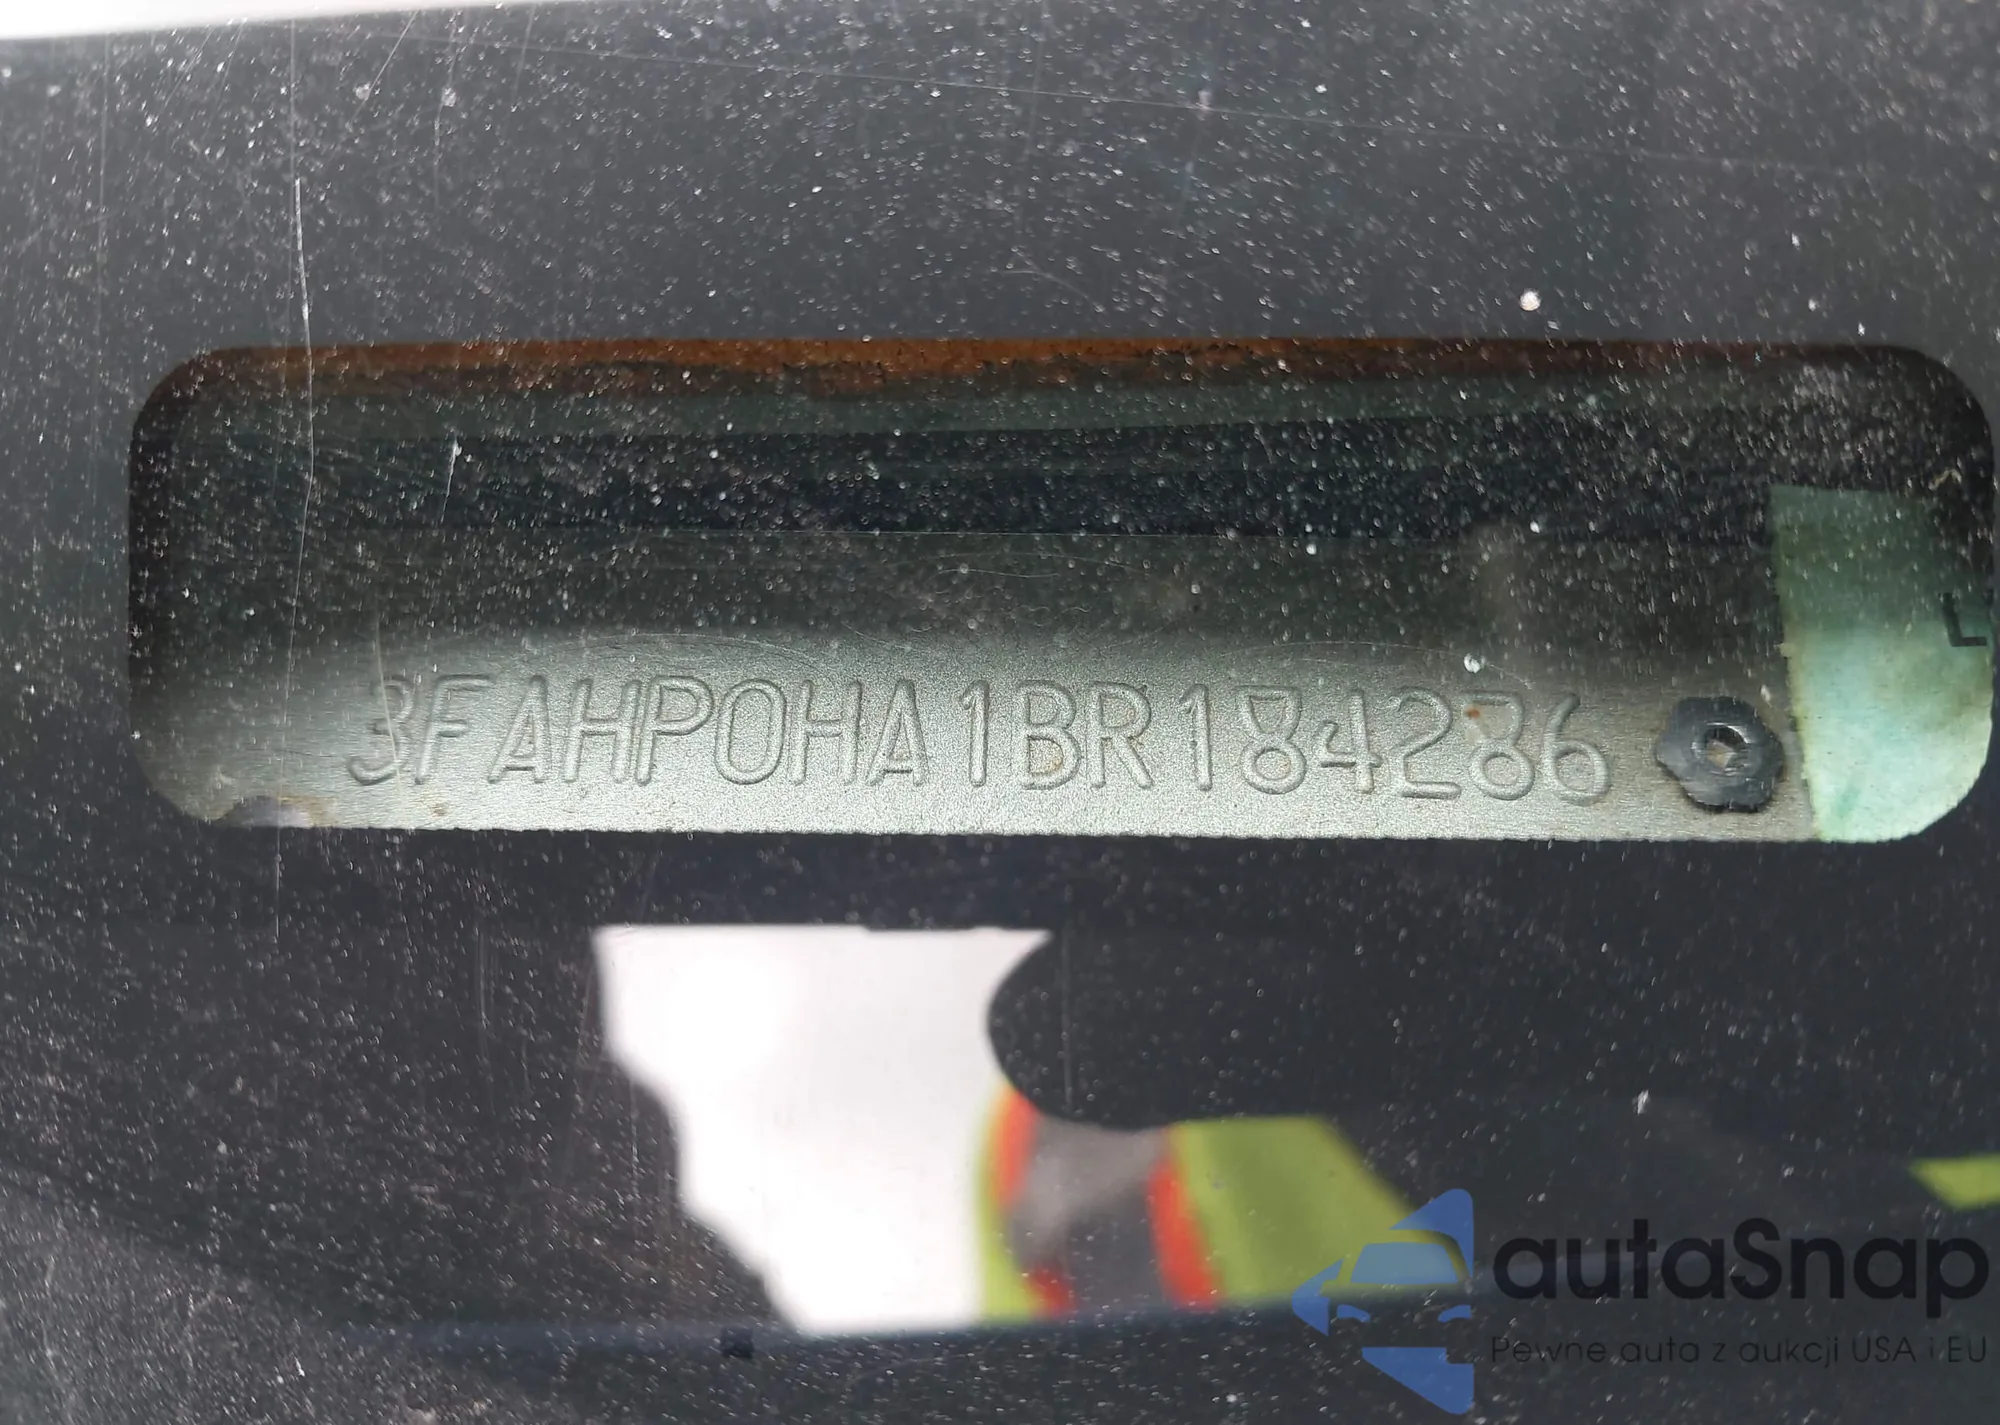 3FAHP0HA1BR184286
L
autaSnap
Pewne auta z aukcji USA i EU